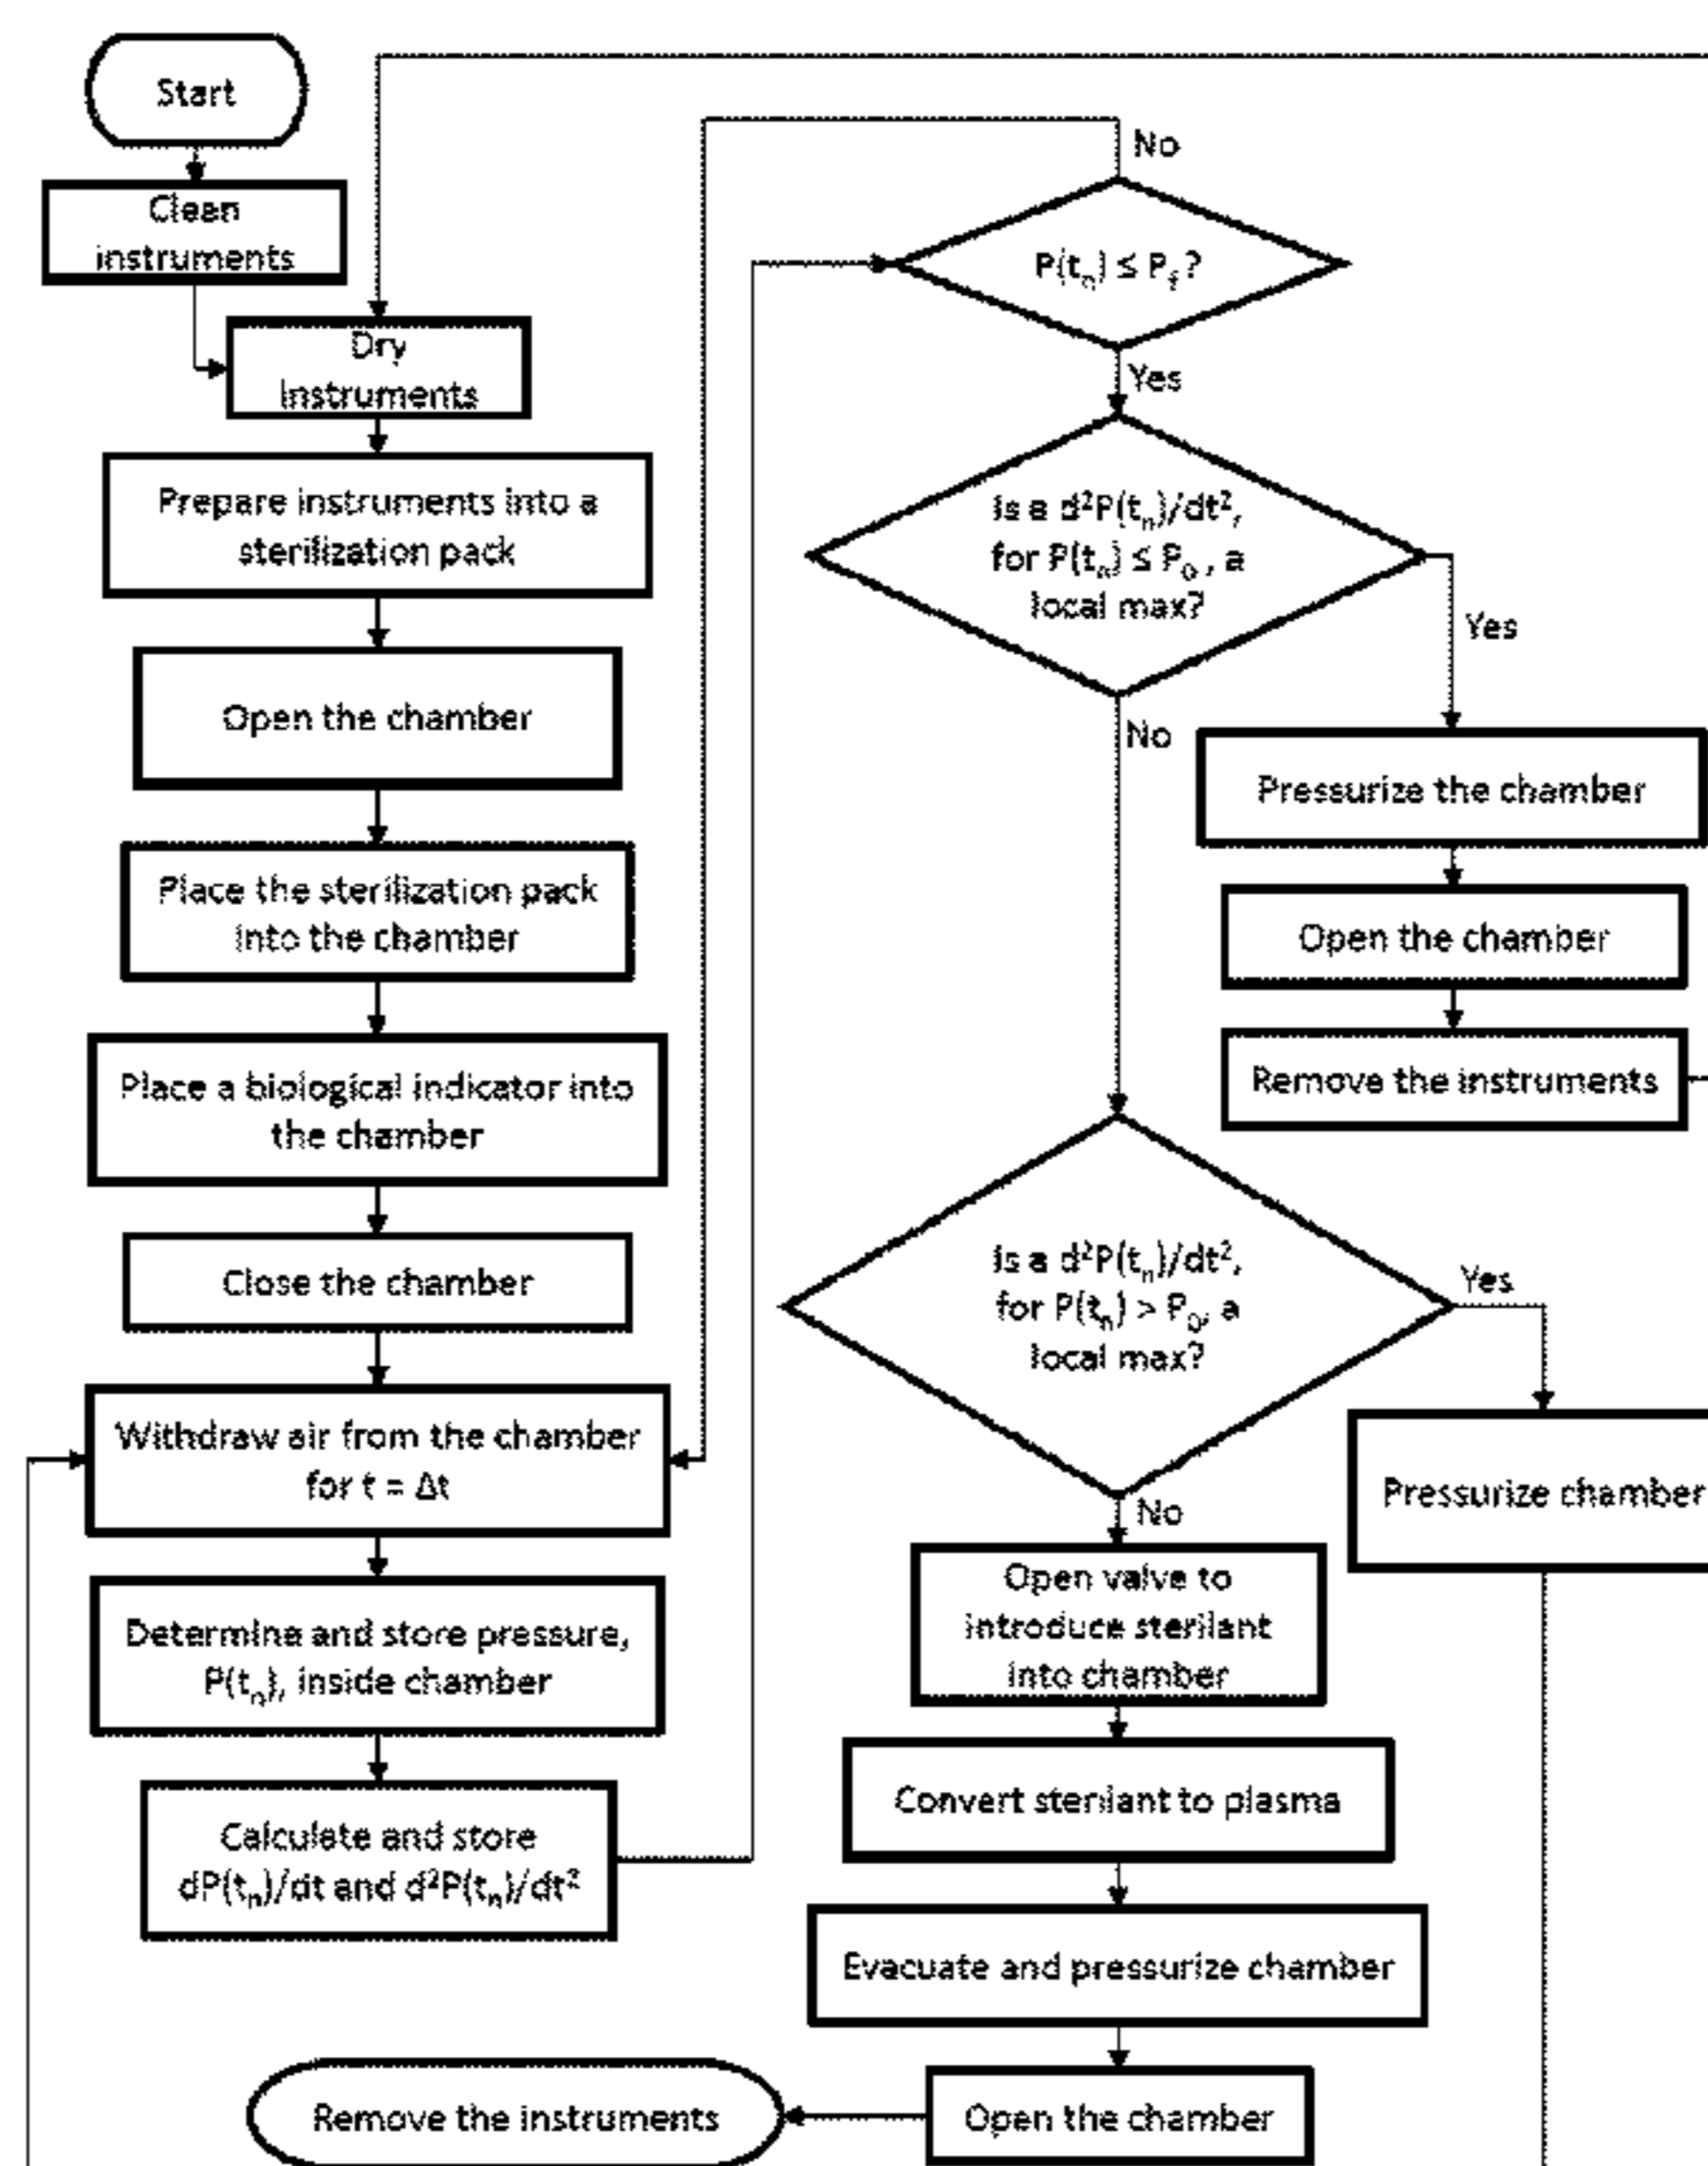 Start
Clean
instruments
Dry
Instruments
Prepare instruments into a
sterilization pack
Open the chamber
Place the sterilization pack
into the chamber
Place a biological indicator into
the chamber
Close the chamber
Withdraw air from the chamber
for t = Δt
Determine and store pressure,
P(tₙ), inside chamber
Calculate and store
dP(tₙ)/dt and d²P(tₙ)/dt²
No
P(tₙ) ≤ P_f?
Yes
Is a d²P(tₙ)/dt²,
for P(tₙ) ≤ P₀, a
local max?
Yes
No
Pressurize the chamber
Open the chamber
Remove the instruments
Is a d²P(tₙ)/dt²,
for P(tₙ) > P₀, a
local max?
Yes
No
Pressurize chamber
Open valve to
introduce sterilant
into chamber
Convert sterilant to plasma
Evacuate and pressurize chamber
Open the chamber
Remove the instruments